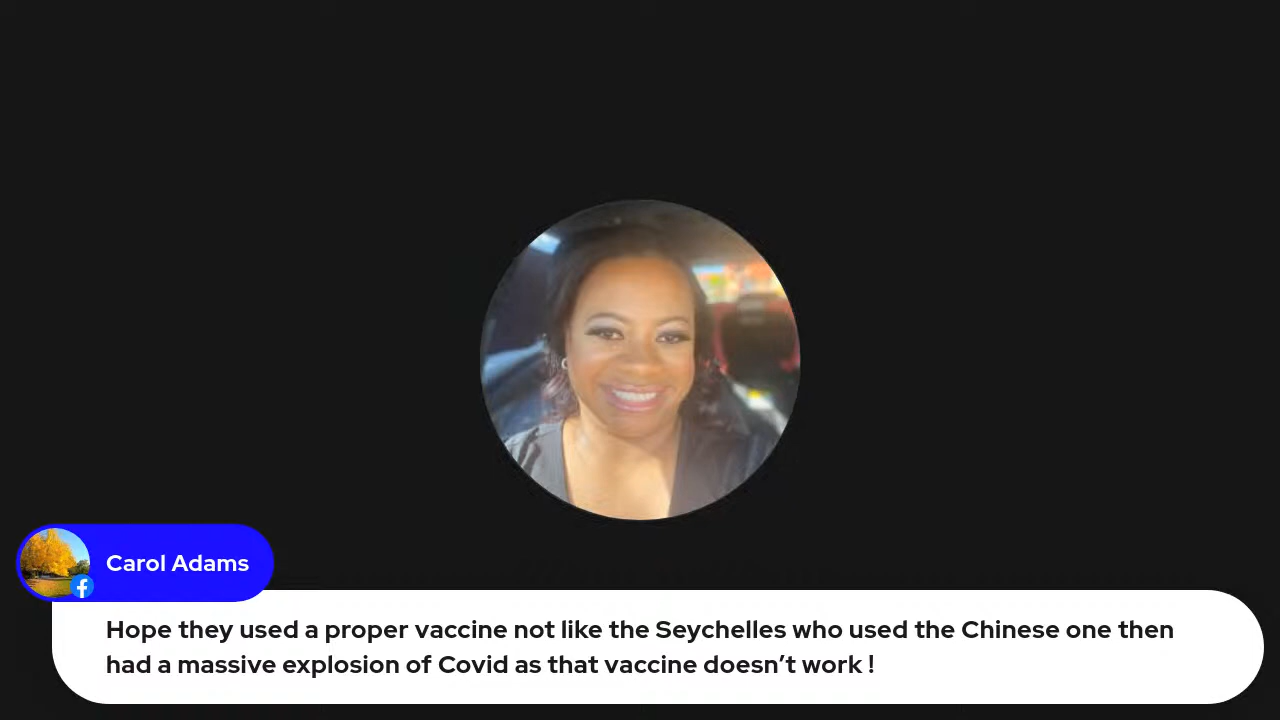 Carol Adams
Hope they used a proper vaccine not like the Seychelles who used the Chinese one then
had a massive explosion of Covid as that vaccine doesn’t work !